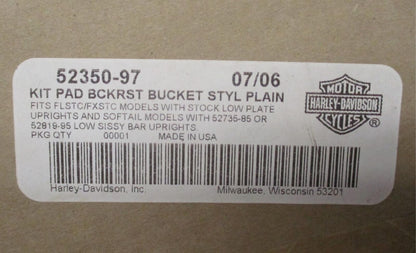 52350-97 07/06
KIT PAD BCKRST BUCKET STYL PLAIN
FITS FLSTC/FXSTC MODELS WITH STOCK LOW PLATE
UPRIGHTS AND SOFTAIL MODELS WITH 52735-85 OR
52819-95 LOW SISSY BAR UPRIGHTS
PKG QTY 00001 MADE IN USA
MOTOR
HARLEY-DAVIDSON
CYCLES
®
Harley-Davidson, Inc. Milwaukee, Wisconsin 53201